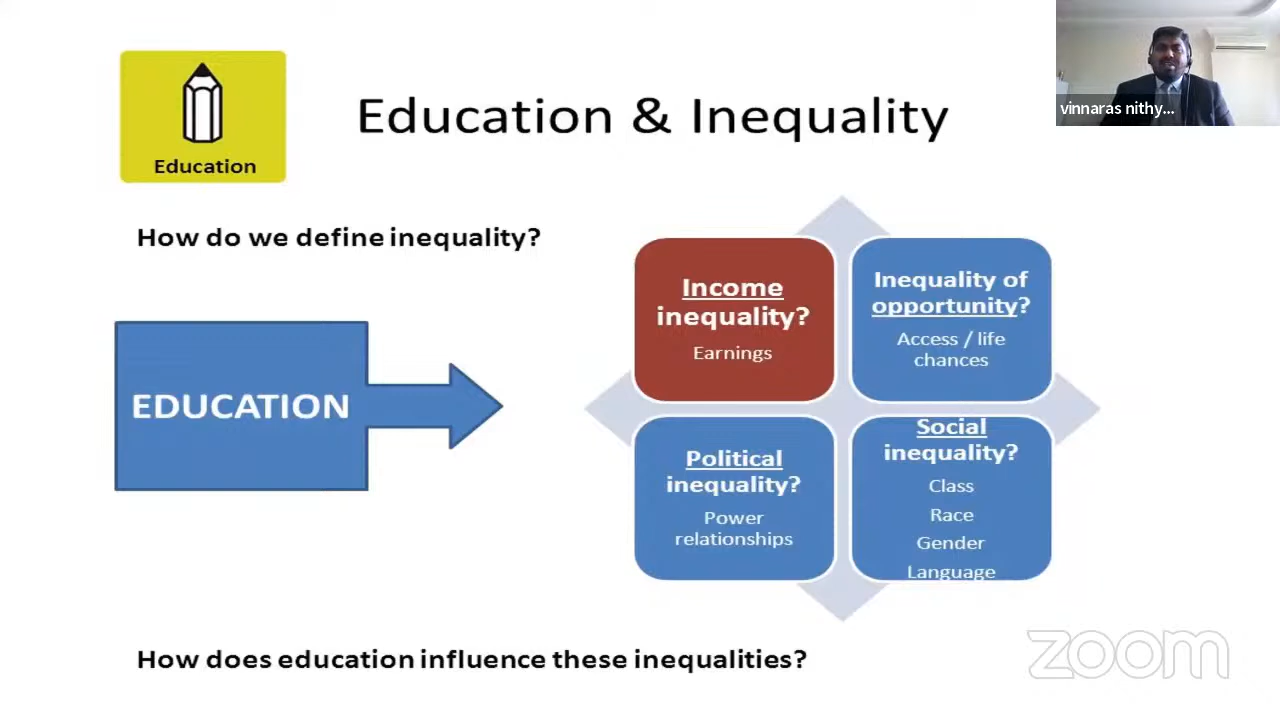 Education & Inequality
Education
vinnaras nithy...
How do we define inequality?
EDUCATION
Income
inequality?
Earnings
Inequality of
opportunity?
Access / life
chances
Political
inequality?
Power
relationships
Social
inequality?
Class
Race
Gender
Language
How does education influence these inequalities?
zoom